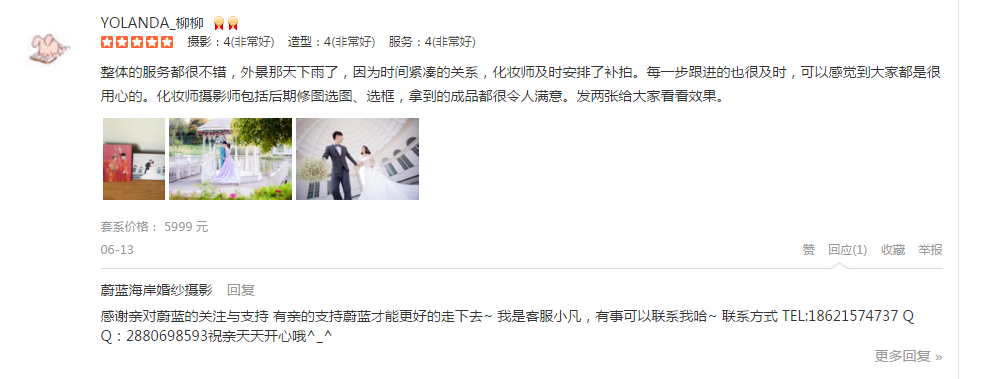 YOLANDA_柳柳
摄影：4(非常好) 造型：4(非常好) 服务：4(非常好)
整体的服务都很不错，外景那天下雨了，因为时间紧凑的关系，化妆师及时安排了补拍。每一步跟进的也很及时，可以感觉到大家都是很
用心的。化妆师摄影师包括后期修图选图、选框，拿到的成品都很令人满意。发两张给大家看看效果。
套系价格： 5999 元
06-13 赞 回应(1) 收藏 举报
蔚蓝海岸婚纱摄影 回复
感谢亲对蔚蓝的关注与支持 有亲的支持蔚蓝才能更好的走下去~ 我是客服小凡，有事可以联系我哈~ 联系方式 TEL:18621574737 Q
Q：2880698593祝亲天天开心哦^_^
更多回复 »